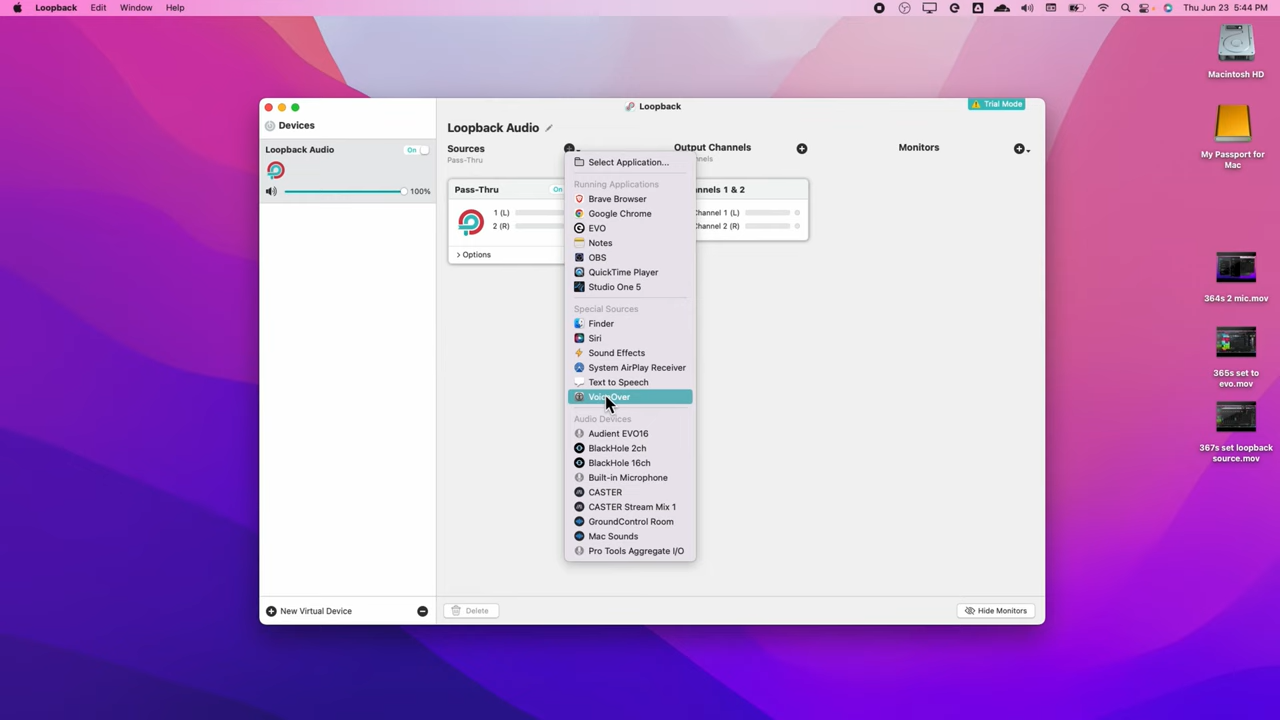 Loopback Edit Window Help
Thu Jun 23 5:44 PM
Macintosh HD
My Passport for
Mac
364s 2 mic.mov
365s set to
evo.mov
367s set loopback
source.mov
Loopback
Trial Mode
Devices
Loopback Audio
On
100%
New Virtual Device
Loopback Audio
Sources
Pass-Thru
Output Channels
Monitors
Pass-Thru
On
1 (L)
2 (R)
Options
Channel 1 (L)
Channel 2 (R)
Select Application...
Running Applications
Brave Browser
Google Chrome
EVO
Notes
OBS
QuickTime Player
Studio One 5
Special Sources
Finder
Siri
Sound Effects
System AirPlay Receiver
Text to Speech
VoiceOver
Audio Devices
Audient EVO16
BlackHole 2ch
BlackHole 16ch
Built-in Microphone
CASTER
CASTER Stream Mix 1
GroundControl Room
Mac Sounds
Pro Tools Aggregate I/O
Delete
Hide Monitors